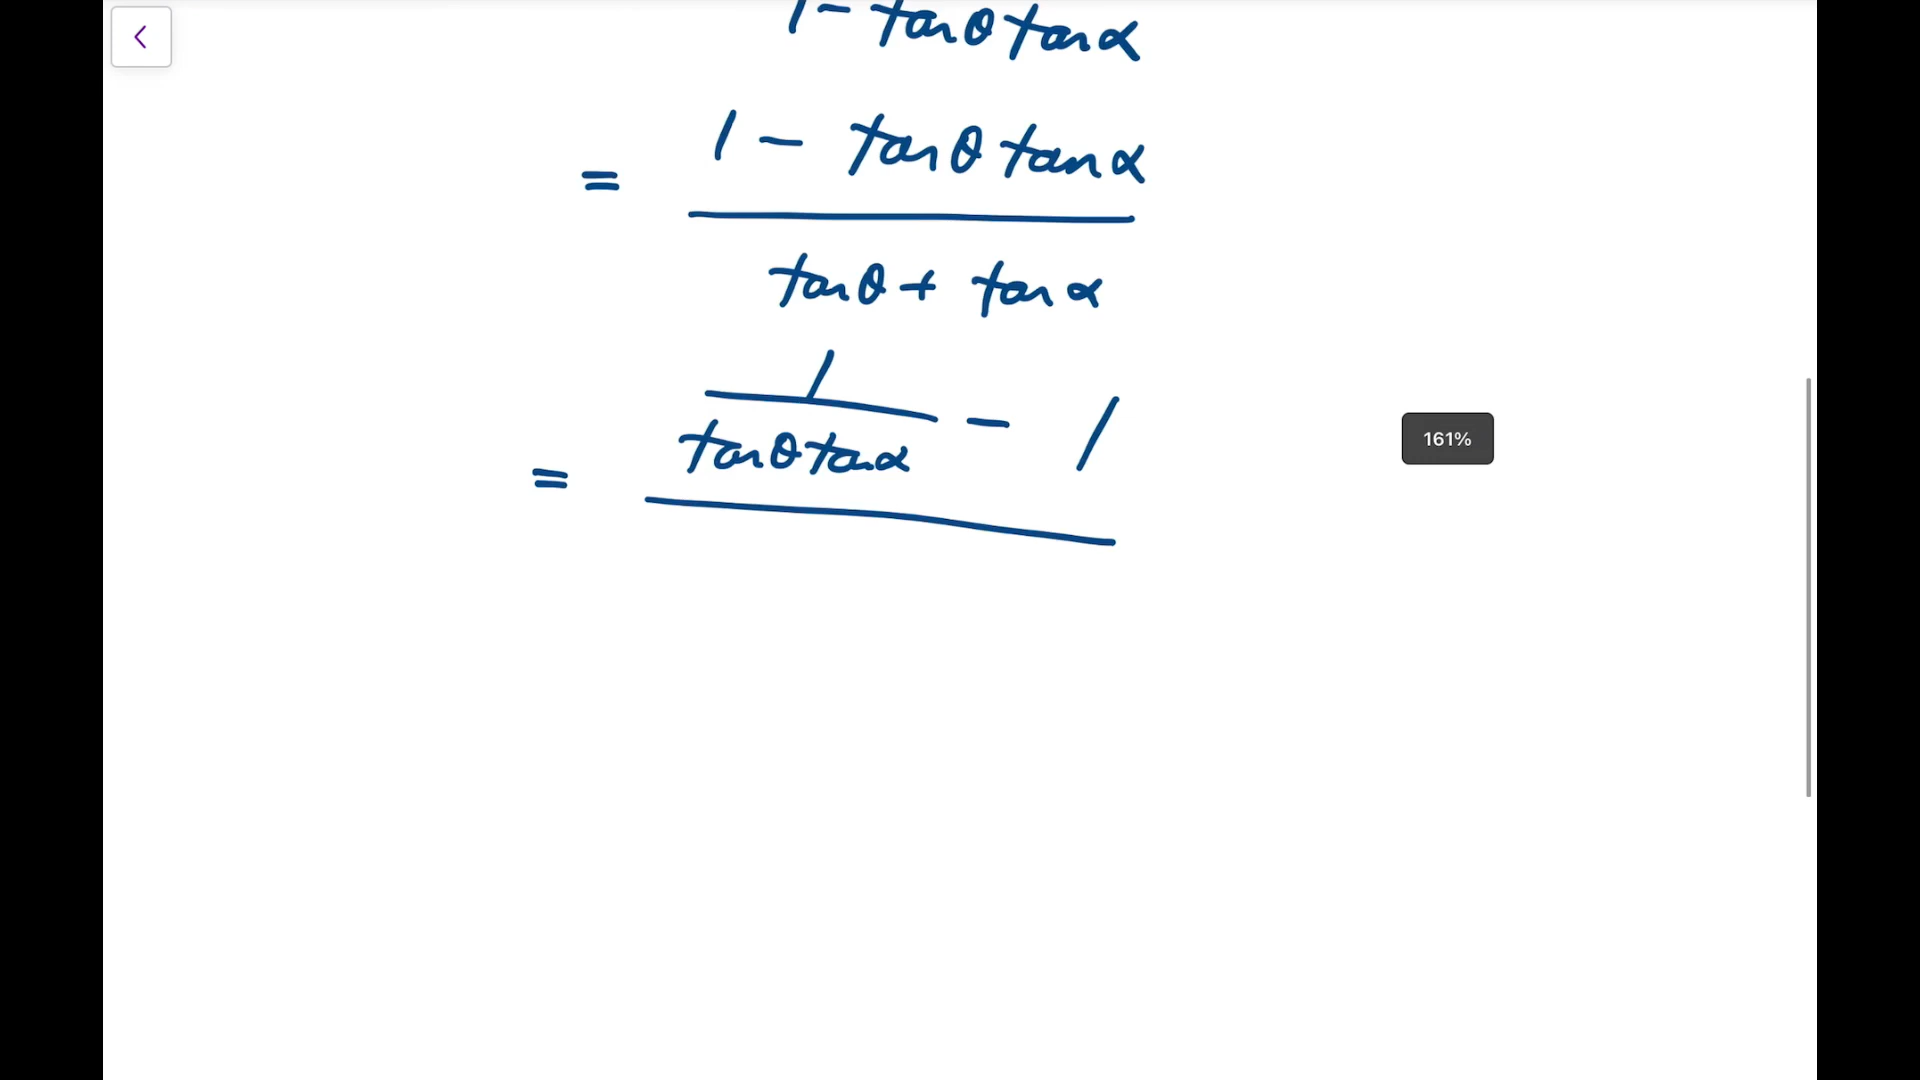 1 - tanθ tanα
= 1 - tanθ tanα
tanθ + tanα
1
= tanθ tanα - 1
161%